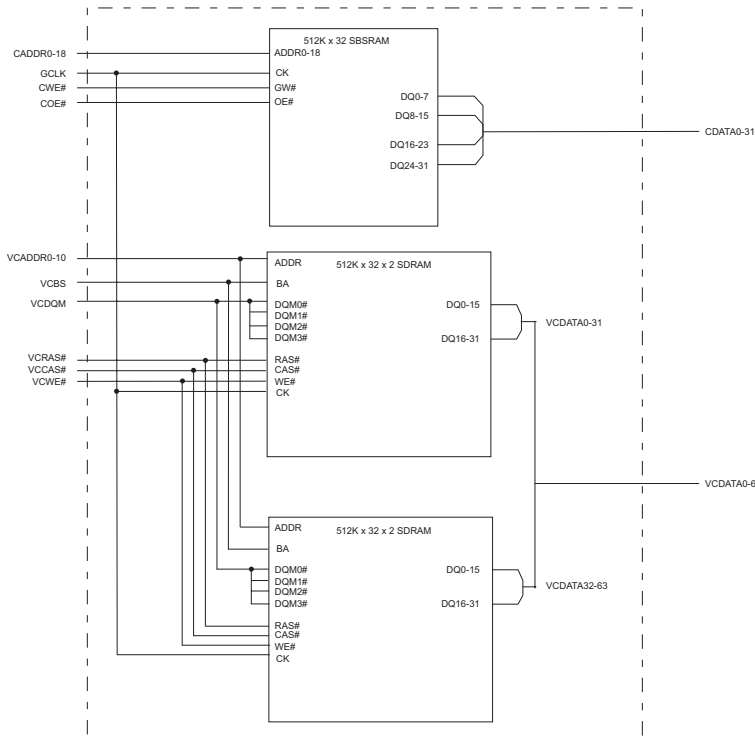 512K x 32 SBSRAM
CADDR0-18
ADDR0-18
GCLK
CK
CWE#
GW#
COE#
OE#
DQ0-7
DQ8-15
DQ16-23
DQ24-31
CDATA0-31
VCADDR0-10
ADDR
512K x 32 x 2 SDRAM
VCBS
BA
VCDQM
DQM0#
DQM1#
DQM2#
DQM3#
DQ0-15
DQ16-31
VCDATA0-31
VCRAS#
RAS#
VCCAS#
CAS#
VCWE#
WE#
CK
VCDATA0-6
ADDR
512K x 32 x 2 SDRAM
BA
DQM0#
DQM1#
DQM2#
DQM3#
DQ0-15
DQ16-31
VCDATA32-63
RAS#
CAS#
WE#
CK